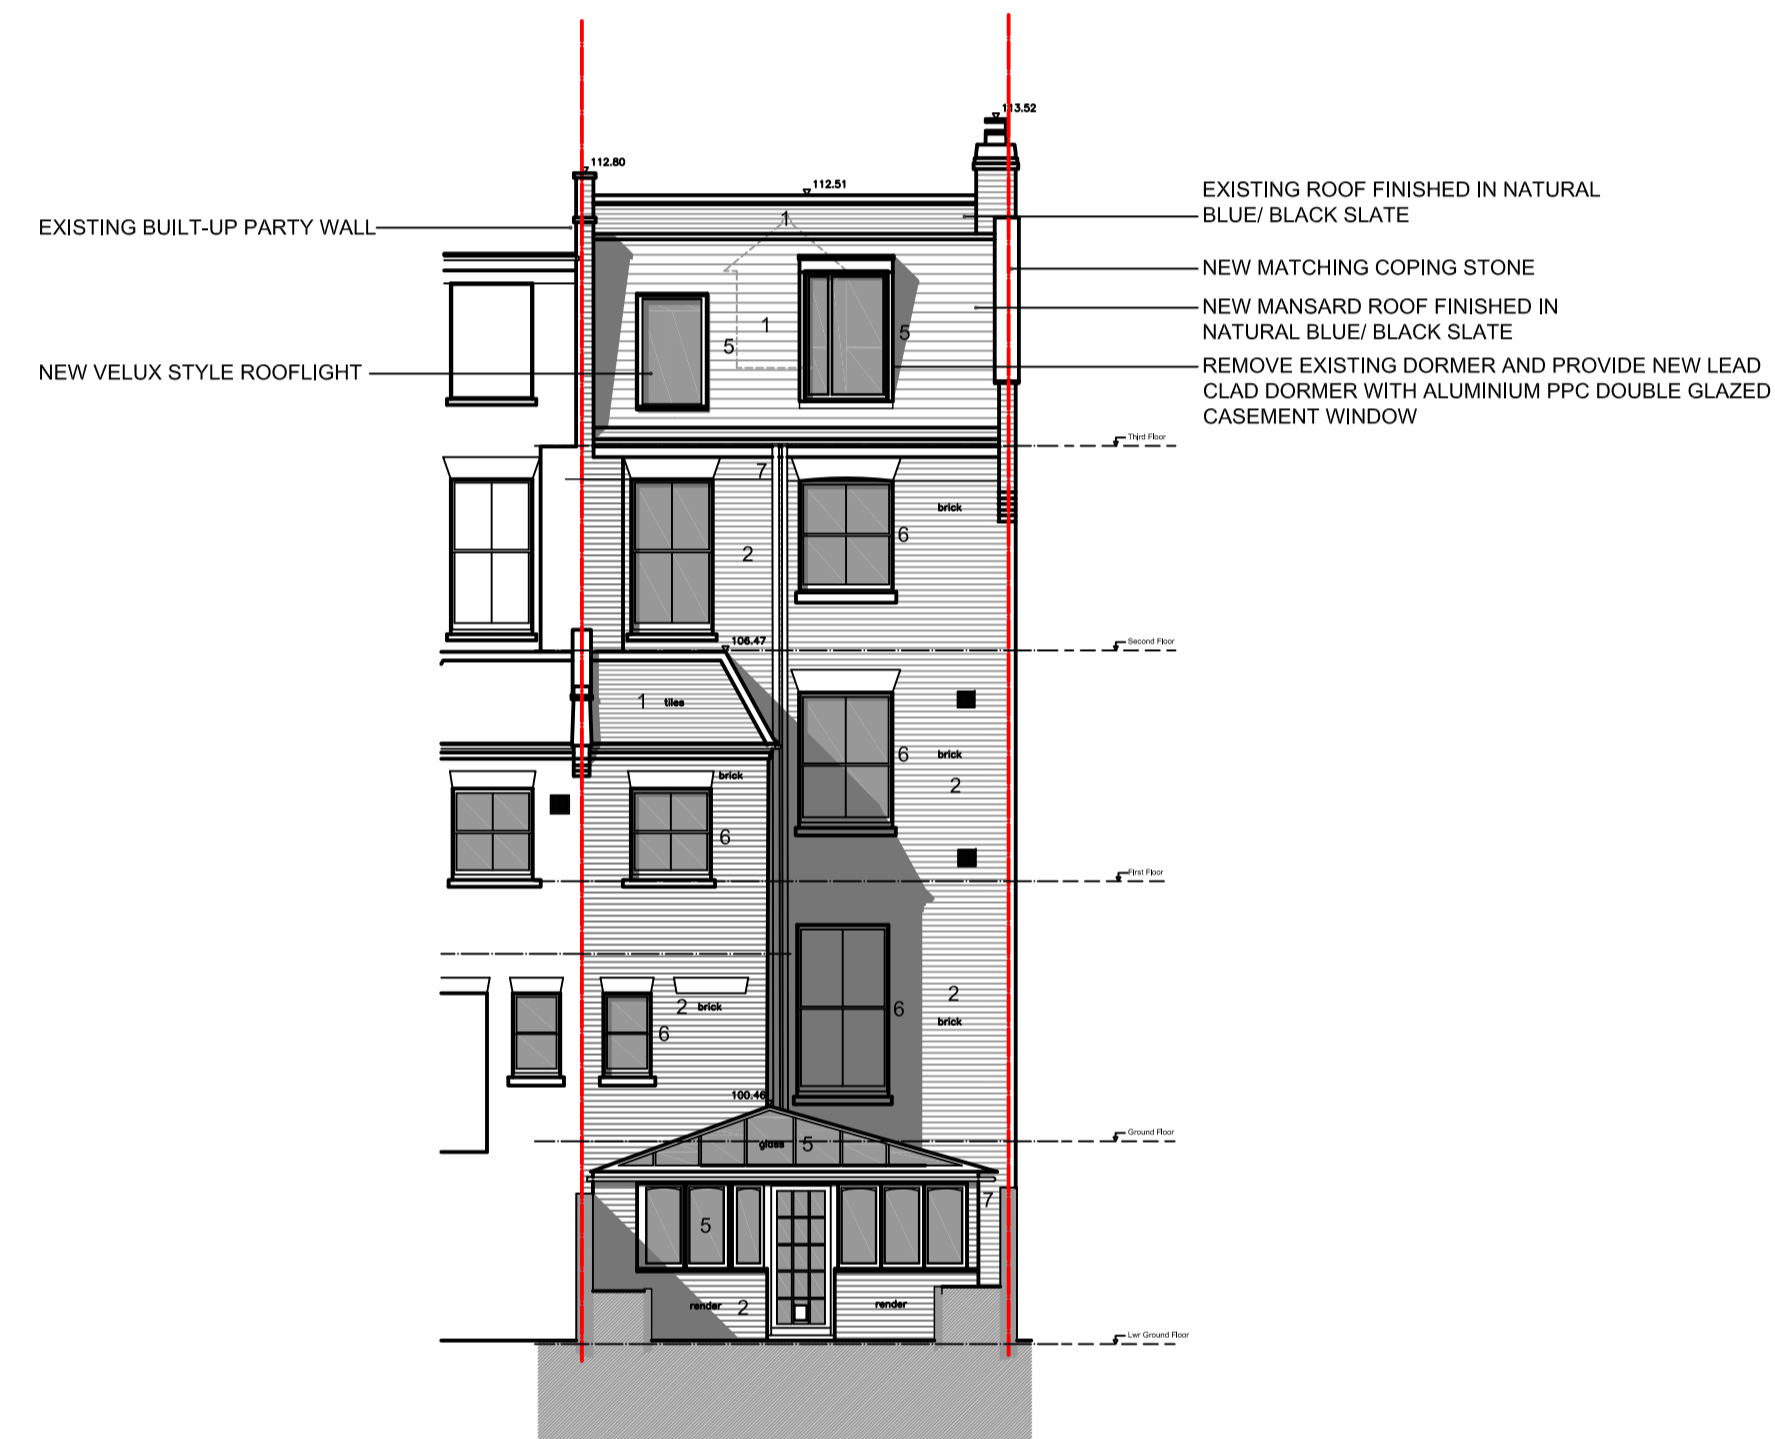 113.52
112.80
112.51
EXISTING ROOF FINISHED IN NATURAL
BLUE/ BLACK SLATE
EXISTING BUILT-UP PARTY WALL
1
NEW MATCHING COPING STONE
NEW MANSARD ROOF FINISHED IN
NATURAL BLUE/ BLACK SLATE
1
5
5
NEW VELUX STYLE ROOFLIGHT
REMOVE EXISTING DORMER AND PROVIDE NEW LEAD
CLAD DORMER WITH ALUMINIUM PPC DOUBLE GLAZED
CASEMENT WINDOW
Third Floor
7
brick
6
2
106.47
Second Floor
1 tiles
6 brick
brick
2
6
First Floor
2
2 brick
6
brick
6
100.46
Ground Floor
glass 5
7
5
render 2
render
Lwr Ground Floor